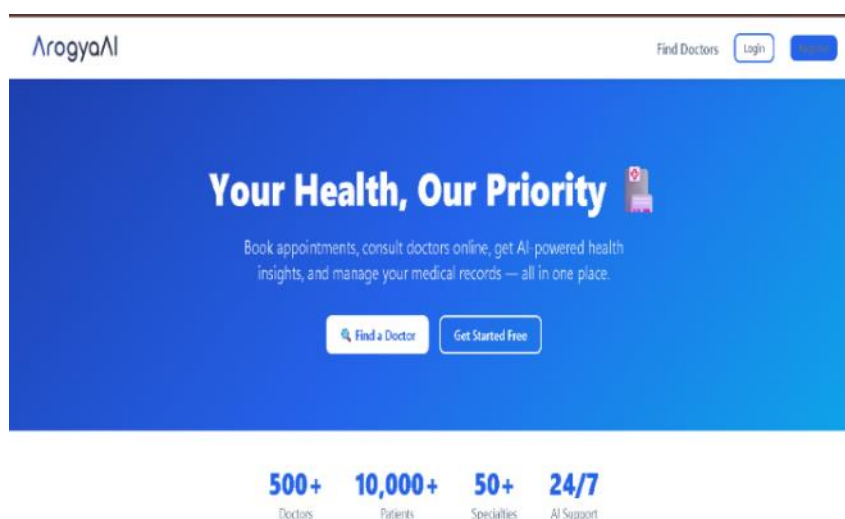 ΛrogyaΛI
Find Doctors
Login
Register
Your Health, Our Priority
Book appointments, consult doctors online, get AI-powered health
insights, and manage your medical records — all in one place.
Find a Doctor
Get Started Free
500+
10,000+
50+
24/7
Doctors
Patients
Specialties
AI Support